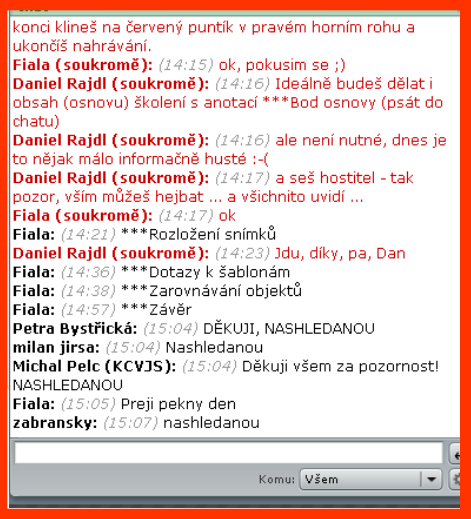 konci klineš na červený puntík v pravém horním rohu a
ukončíš nahrávání.
Fiala (soukromě): (14:15) ok, pokusim se ;)
Daniel Rajdl (soukromě): (14:16) Ideálně budeš dělat i
obsah (osnovu) školení s anotací ***Bod osnovy (psát do
chatu)
Daniel Rajdl (soukromě): (14:16) ale není nutné, dnes je
to nějak málo informačně husté :-(
Daniel Rajdl (soukromě): (14:17) a seš hostitel - tak
pozor, vším můžeš hejbat ... a všichnito uvidí ...
Fiala (soukromě): (14:17) ok
Fiala: (14:21) ***Rozložení snímků
Daniel Rajdl (soukromě): (14:23) Jdu, díky, pa, Dan
Fiala: (14:36) ***Dotazy k šablonám
Fiala: (14:38) ***Zarovnávání objektů
Fiala: (14:57) ***Závěr
Petra Bystřická: (15:04) DĚKUJI, NASHLEDANOU
milan jirsa: (15:04) Nashledanou
Michal Pelc (KCVJS): (15:04) Děkuji všem za pozornost!
NASHLEDANOU
Fiala: (15:05) Preji pekny den
zabransky: (15:07) nashledanou
Komu: Všem